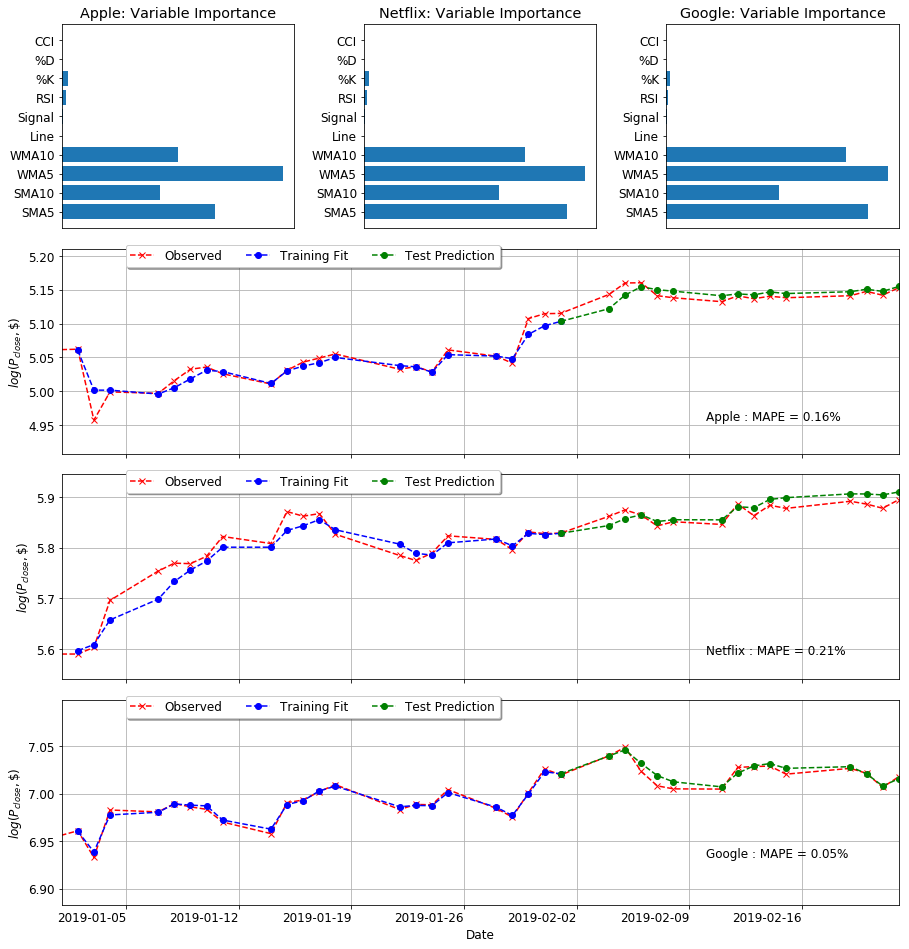 Apple: Variable Importance
Netflix: Variable Importance
Google: Variable Importance
CCI
%D
%K
RSI
Signal
Line
WMA10
WMA5
SMA10
SMA5
CCI
%D
%K
RSI
Signal
Line
WMA10
WMA5
SMA10
SMA5
CCI
%D
%K
RSI
Signal
Line
WMA10
WMA5
SMA10
SMA5
Observed Training Fit Test Prediction
5.20
5.15
5.10
5.05
5.00
4.95
log(P_close, $)
Apple : MAPE = 0.16%
Observed Training Fit Test Prediction
5.9
5.8
5.7
5.6
log(P_close, $)
Netflix : MAPE = 0.21%
Observed Training Fit Test Prediction
7.05
7.00
6.95
6.90
log(P_close, $)
Google : MAPE = 0.05%
2019-01-05 2019-01-12 2019-01-19 2019-01-26 2019-02-02 2019-02-09 2019-02-16
Date